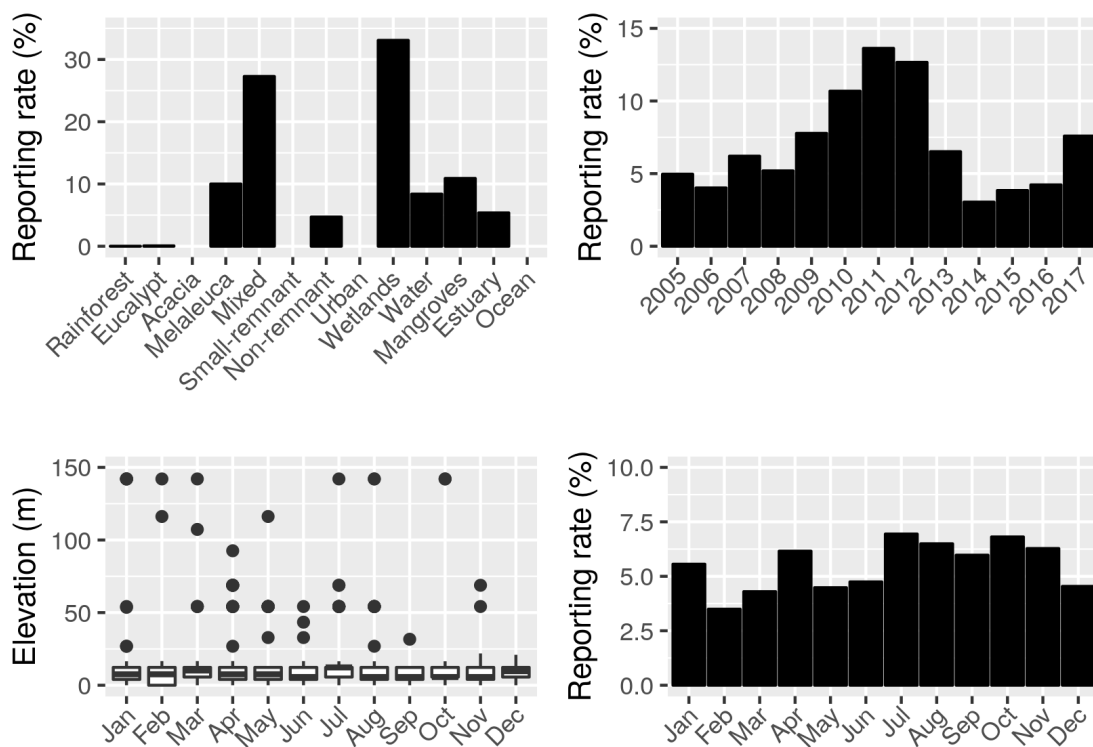 Reporting rate (%)
30
20
10
0
Rainforest
Eucalypt
Acacia
Melaleuca
Mixed
Small-remnant
Non-remnant
Urban
Wetlands
Water
Mangroves
Estuary
Ocean
Reporting rate (%)
15
10
5
0
2005
2006
2007
2008
2009
2010
2011
2012
2013
2014
2015
2016
2017
Elevation (m)
150
100
50
0
Jan
Feb
Mar
Apr
May
Jun
Jul
Aug
Sep
Oct
Nov
Dec
Reporting rate (%)
10.0
7.5
5.0
2.5
0.0
Jan
Feb
Mar
Apr
May
Jun
Jul
Aug
Sep
Oct
Nov
Dec